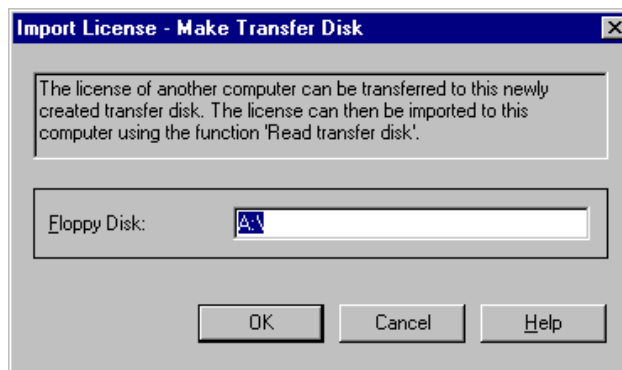 Import License - Make Transfer Disk
The license of another computer can be transferred to this newly
created transfer disk. The license can then be imported to this
computer using the function 'Read transfer disk'.
Floppy Disk:
A:\
OK
Cancel
Help